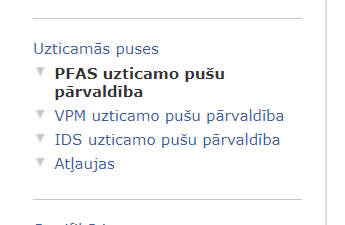 Uzticamās puses
PFAS uzticamo pušu
pārvaldība
VPM uzticamo pušu pārvaldība
IDS uzticamo pušu pārvaldība
Atļaujas